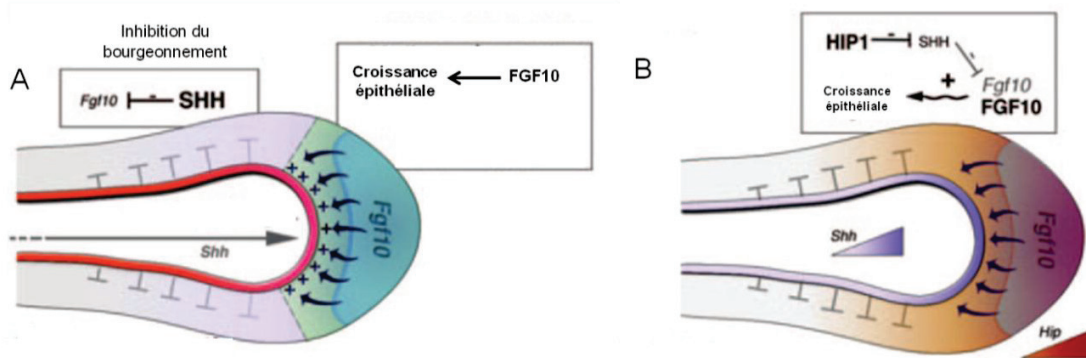 Inhibition du
bourgeonnement
A
Fgf10 SHH
-
Croissance
épithéliale
FGF10
Shh
+ + + + + + + + + +
Fgf10
B
HIP1 - SHH
-
+
Fgf10
FGF10
Croissance
épithéliale
Shh
Fgf10
Hip